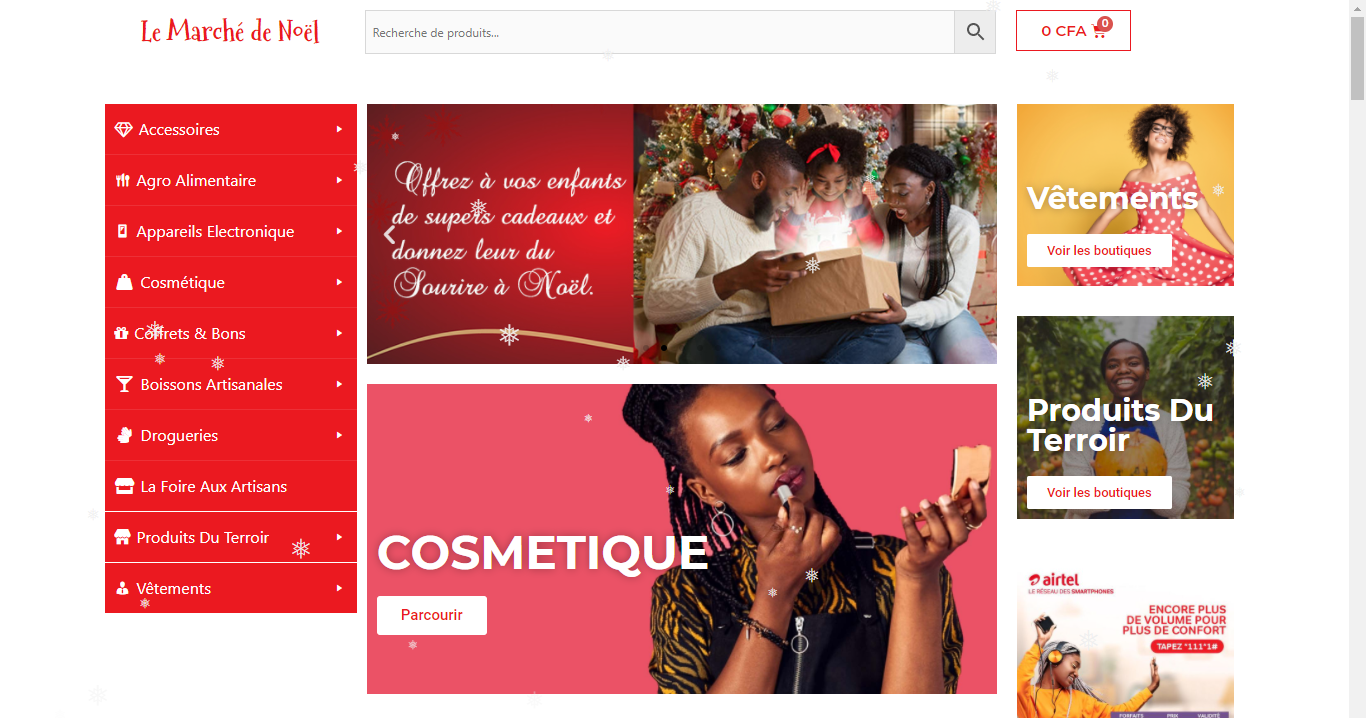 Le Marché de Noël
Recherche de produits...
0 CFA
0
Accessoires
Agro Alimentaire
Appareils Electronique
Cosmétique
Coffrets & Bons
Boissons Artisanales
Drogueries
La Foire Aux Artisans
Produits Du Terroir
Vêtements
Offrez à vos enfants
de supers cadeaux et
donnez leur du
Sourire à Noël.
COSMETIQUE
Parcourir
Vêtements
Voir les boutiques
Produits Du
Terroir
Voir les boutiques
airtel
LE RÉSEAU DES SMARTPHONES
ENCORE PLUS
DE VOLUME POUR
PLUS DE CONFORT
TAPEZ *111*1#
FORFAITS PRIX VALIDITÉ